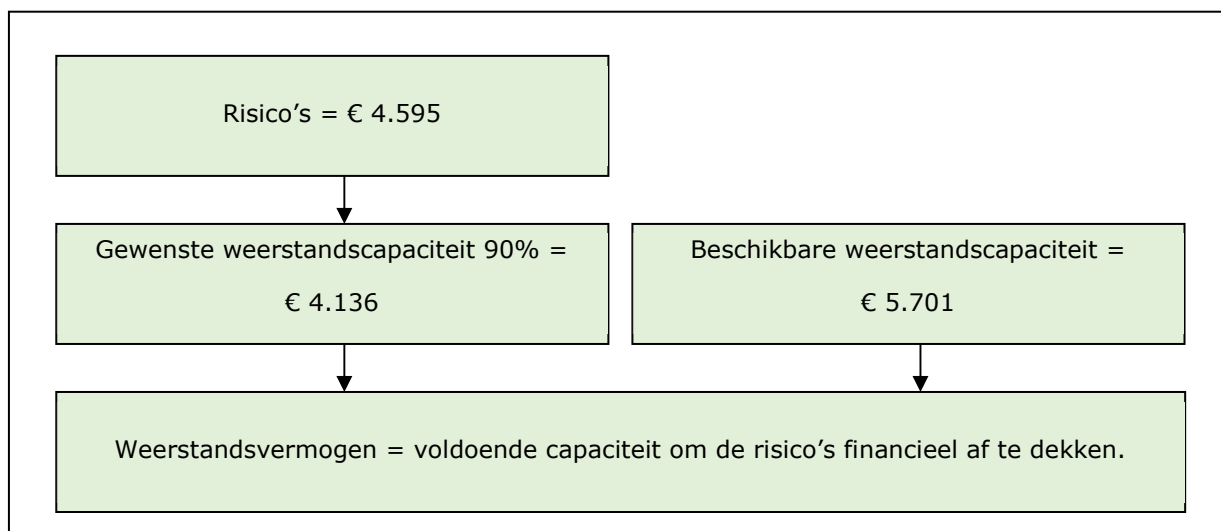 Risico’s = € 4.595
Gewenste weerstandscapaciteit 90% =
€ 4.136
Beschikbare weerstandscapaciteit =
€ 5.701
Weerstandsvermogen = voldoende capaciteit om de risico’s financieel af te dekken.